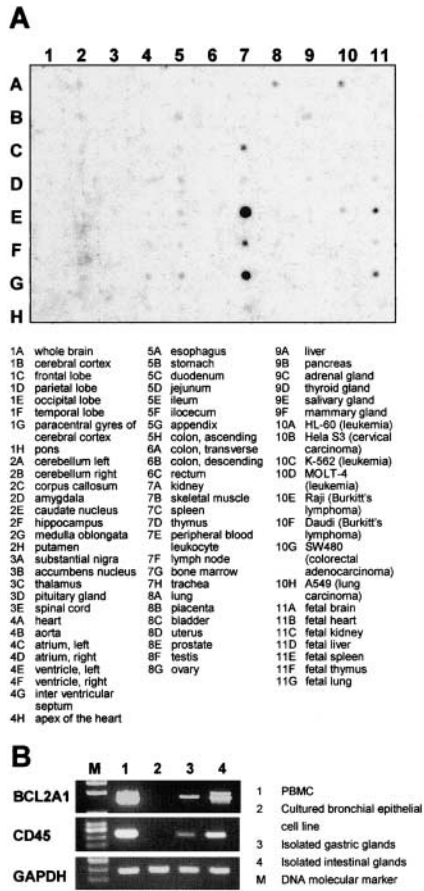 A
1 2 3 4 5 6 7 8 9 10 11
A
B
C
D
E
F
G
H
1A whole brain
1B cerebral cortex
1C frontal lobe
1D parietal lobe
1E occipital lobe
1F temporal lobe
1G paracentral gyres of
cerebral cortex
1H pons
2A cerebellum left
2B cerebellum right
2C corpus callosum
2D amygdala
2E caudate nucleus
2F hippocampus
2G medulla oblongata
2H putamen
3A substantial nigra
3B accumbens nucleus
3C thalamus
3D pituitary gland
3E spinal cord
4A heart
4B aorta
4C atrium, left
4D atrium, right
4E ventricle, left
4F ventricle, right
4G inter ventricular
septum
4H apex of the heart
5A esophagus
5B stomach
5C duodenum
5D jejunum
5E ileum
5F ilocecum
5G appendix
5H colon, ascending
6A colon, transverse
6B colon, descending
6C rectum
7A kidney
7B skeletal muscle
7C spleen
7D thymus
7E peripheral blood
leukocyte
7F lymph node
7G bone marrow
7H trachea
8A lung
8B placenta
8C bladder
8D uterus
8E prostate
8F testis
8G ovary
9A liver
9B pancreas
9C adrenal gland
9D thyroid gland
9E salivary gland
9F mammary gland
10A HL-60 (leukemia)
10B Hela S3 (cervical
carcinoma)
10C K-562 (leukemia)
10D MOLT-4
(leukemia)
10E Raji (Burkitt's
lymphoma)
10F Daudi (Burkitt's
lymphoma)
10G SW480
(colorectal
adenocarcinoma)
10H A549 (lung
carcinoma)
11A fetal brain
11B fetal heart
11C fetal kidney
11D fetal liver
11E fetal spleen
11F fetal thymus
11G fetal lung
B
M 1 2 3 4
BCL2A1
CD45
GAPDH
1 PBMC
2 Cultured bronchial epithelial
cell line
3 Isolated gastric glands
4 Isolated intestinal glands
M DNA molecular marker